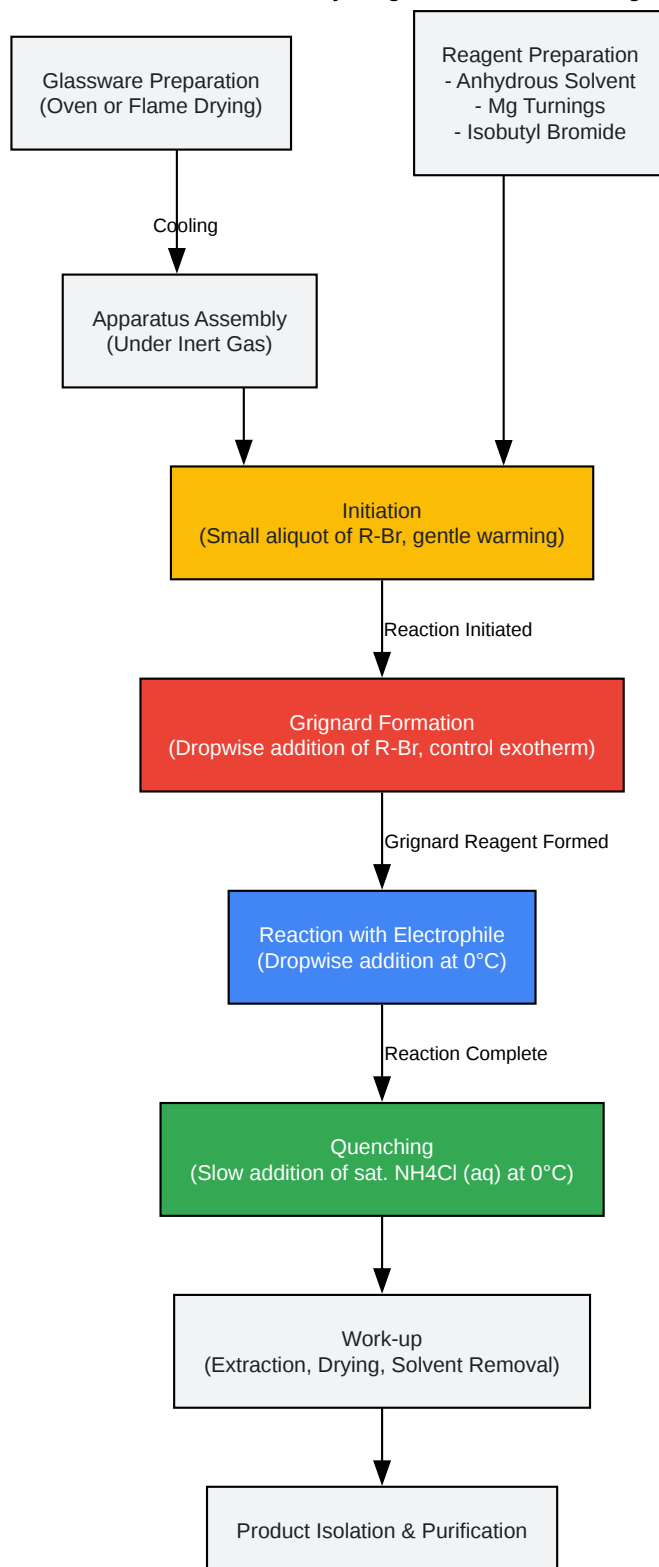 Glassware Preparation
(Oven or Flame Drying)
Reagent Preparation
- Anhydrous Solvent
- Mg Turnings
- Isobutyl Bromide
Cooling
Apparatus Assembly
(Under Inert Gas)
Initiation
(Small aliquot of R-Br, gentle warming)
Reaction Initiated
Grignard Formation
(Dropwise addition of R-Br, control exotherm)
Grignard Reagent Formed
Reaction with Electrophile
(Dropwise addition at 0°C)
Reaction Complete
Quenching
(Slow addition of sat. NH4Cl (aq) at 0°C)
Work-up
(Extraction, Drying, Solvent Removal)
Product Isolation & Purification